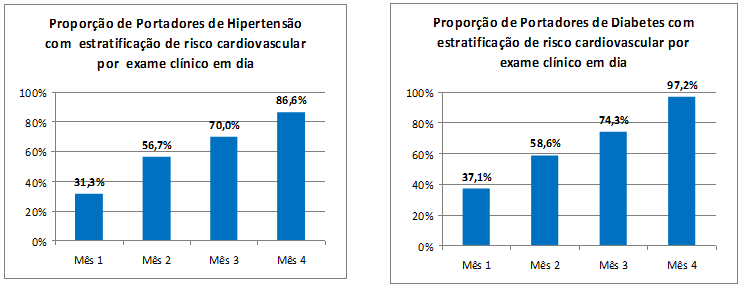 Proporção de Portadores de Hipertensão
com estratificação de risco cardiovascular
por exame clínico em dia
100%
80%
60%
40%
20%
0%
31,3%
56,7%
70,0%
86,6%
Mês 1
Mês 2
Mês 3
Mês 4
Proporção de Portadores de Diabetes com
estratificação de risco cardiovascular por
exame clínico em dia
100%
80%
60%
40%
20%
0%
37,1%
58,6%
74,3%
97,2%
Mês 1
Mês 2
Mês 3
Mês 4